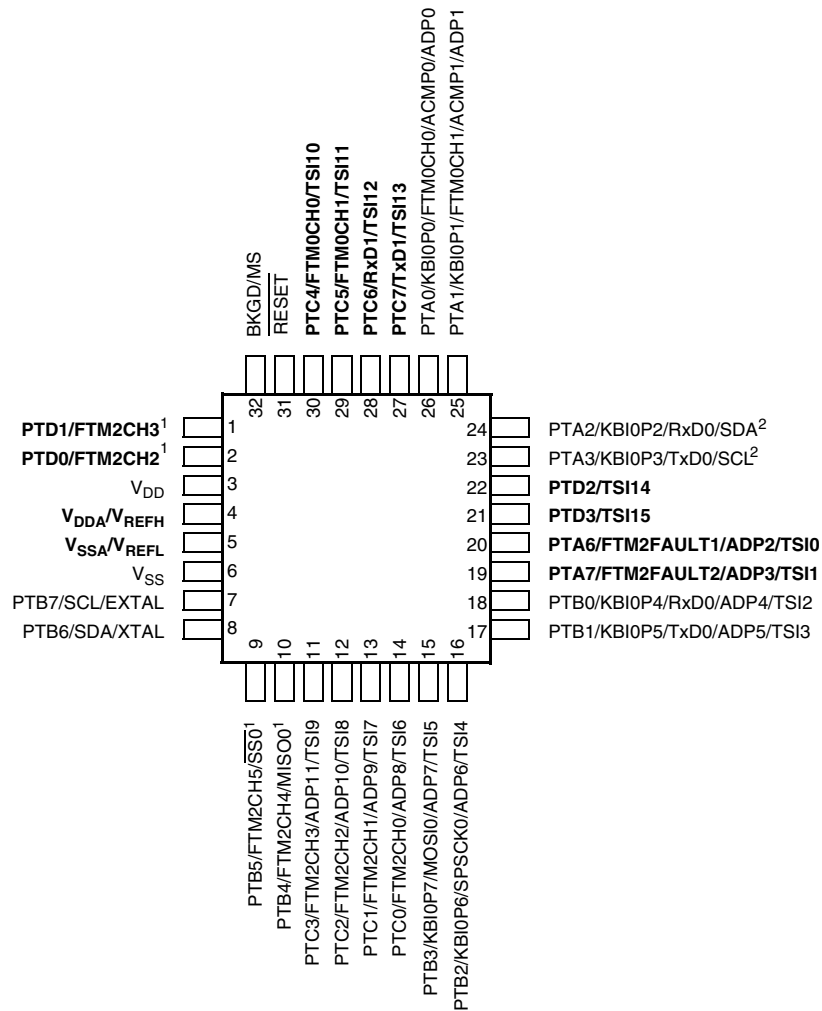 BKGD/MS
RESET
PTC4/FTM0CH0/TSI10
PTC5/FTM0CH1/TSI11
PTC6/RxD1/TSI12
PTC7/TxD1/TSI13
PTA0/KBI0P0/FTM0CH0/ACMP0/ADP0
PTA1/KBI0P1/FTM0CH1/ACMP1/ADP1
32
31
30
29
28
27
26
25
PTD1/FTM2CH3¹
1
PTD0/FTM2CH2¹
2
VDD
3
VDDA/VREFH
4
VSSA/VREFL
5
VSS
6
PTB7/SCL/EXTAL
7
PTB6/SDA/XTAL
8
24
PTA2/KBI0P2/RxD0/SDA²
23
PTA3/KBI0P3/TxD0/SCL²
22
PTD2/TSI14
21
PTD3/TSI15
20
PTA6/FTM2FAULT1/ADP2/TSI0
19
PTA7/FTM2FAULT2/ADP3/TSI1
18
PTB0/KBI0P4/RxD0/ADP4/TSI2
17
PTB1/KBI0P5/TxD0/ADP5/TSI3
9
10
11
12
13
14
15
16
PTB5/FTM2CH5/SS0¹
PTB4/FTM2CH4/MISO0¹
PTC3/FTM2CH3/ADP11/TSI9
PTC2/FTM2CH2/ADP10/TSI8
PTC1/FTM2CH1/ADP9/TSI7
PTC0/FTM2CH0/ADP8/TSI6
PTB3/KBI0P7/MOSI0/ADP7/TSI5
PTB2/KBI0P6/SPSCK0/ADP6/TSI4